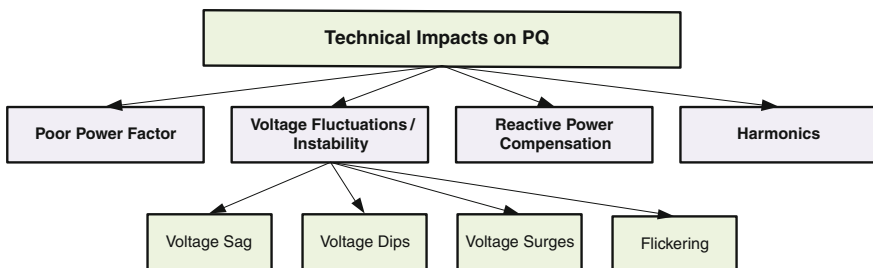 Technical Impacts on PQ
Poor Power Factor
Voltage Fluctuations /
Instability
Reactive Power
Compensation
Harmonics
Voltage Sag
Voltage Dips
Voltage Surges
Flickering